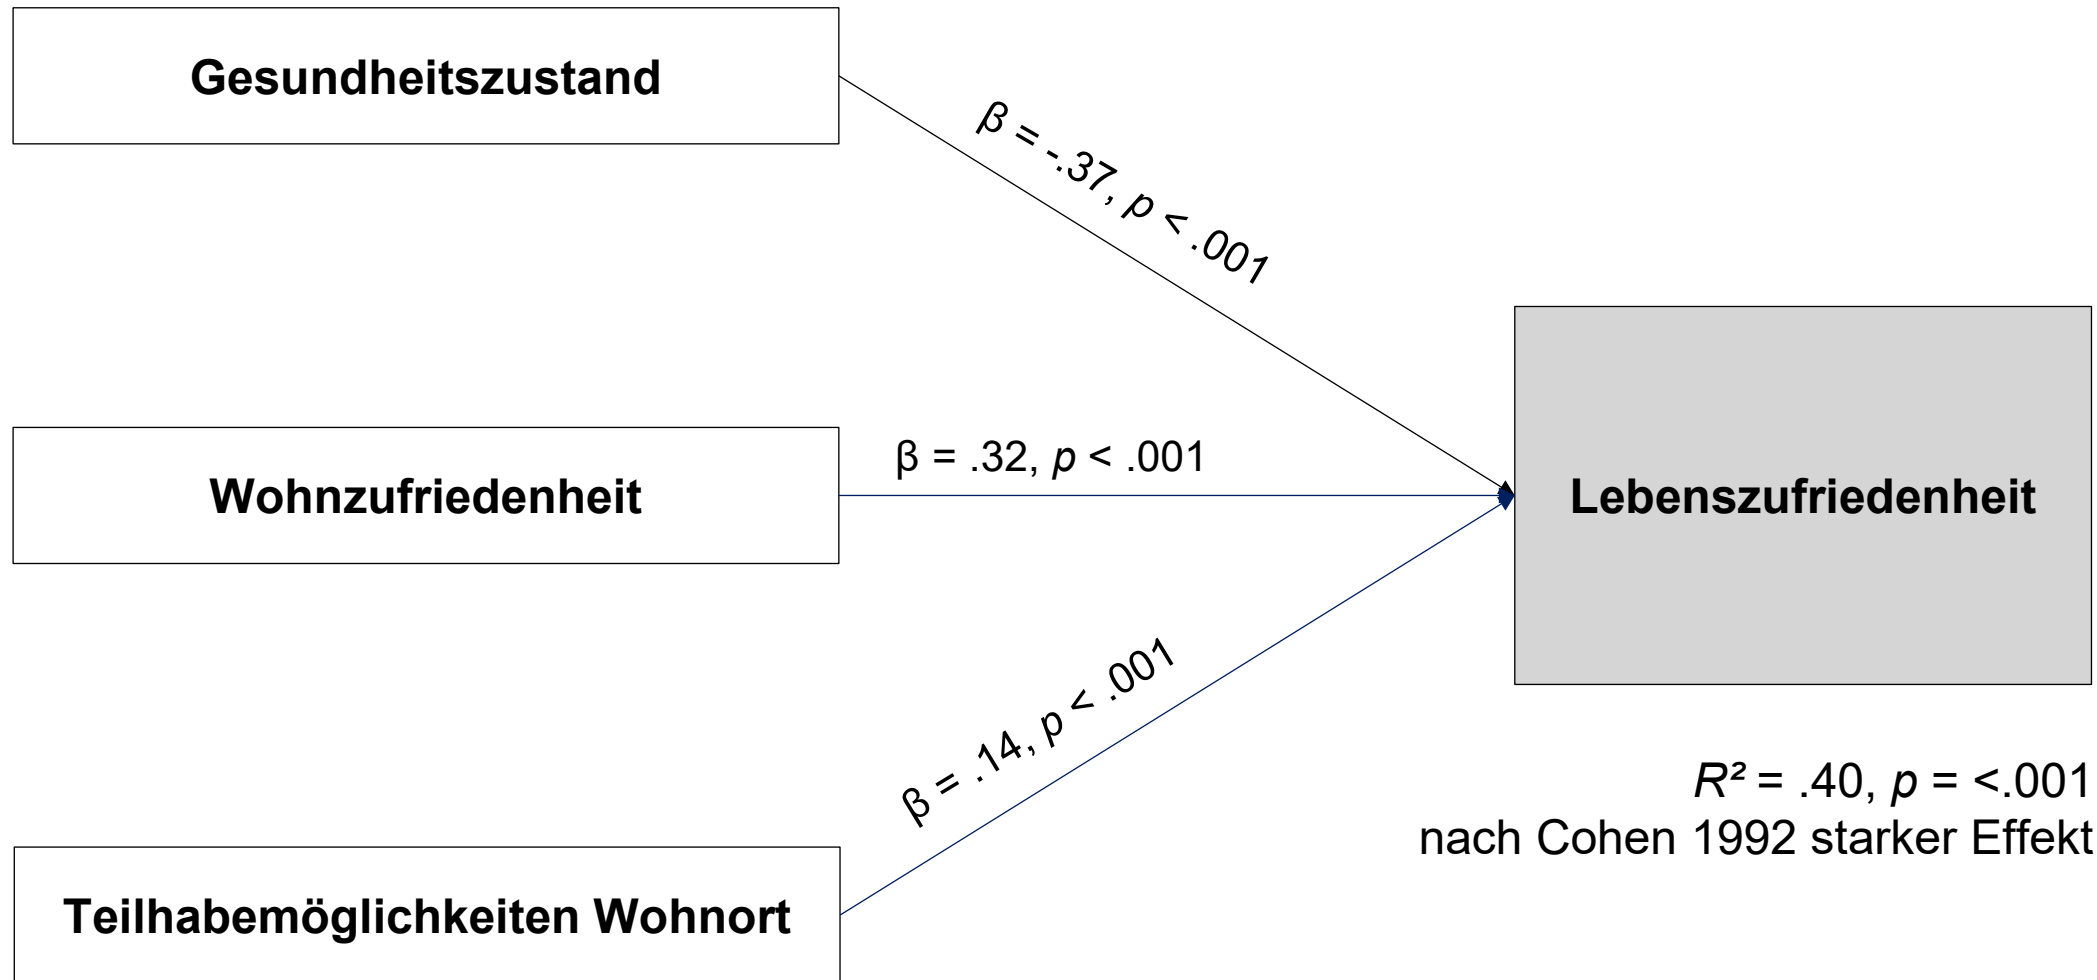 Gesundheitszustand
β = -.37, p < .001
Wohnzufriedenheit
β = .32, p < .001
Lebenszufriedenheit
β = .14, p < .001
Teilhabemöglichkeiten Wohnort
R² = .40, p = <.001
nach Cohen 1992 starker Effekt